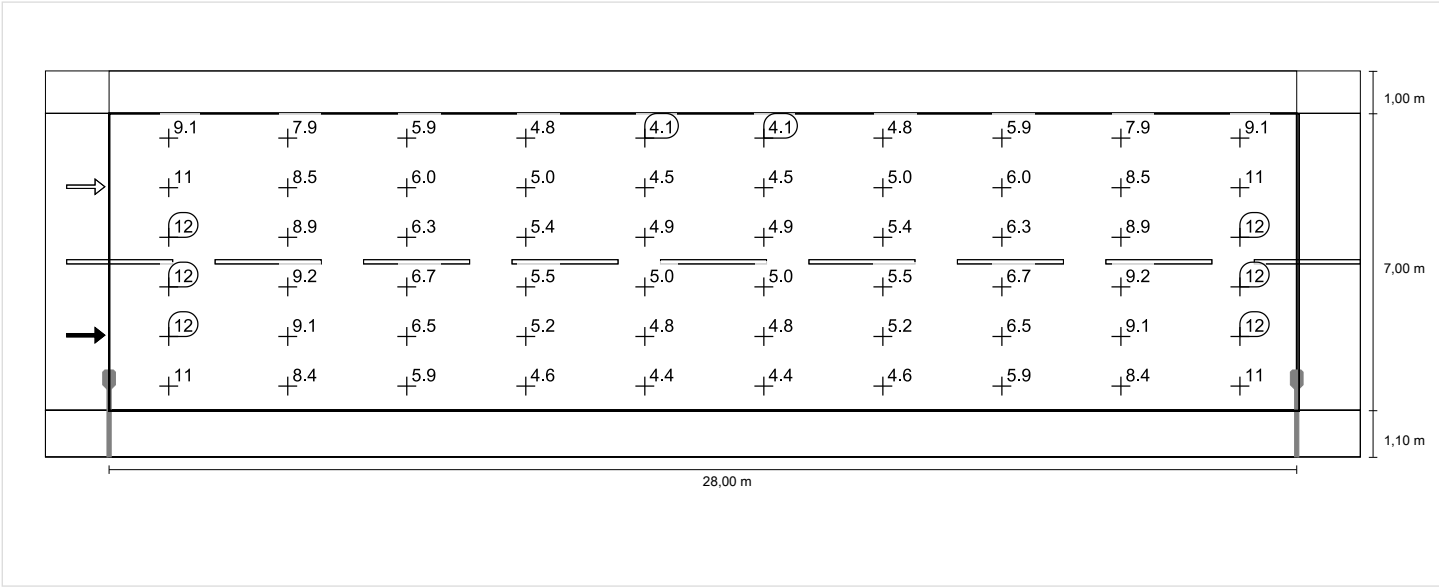 1,00 m
9.1 7.9 5.9 4.8 4.1 4.1 4.8 5.9 7.9 9.1
11 8.5 6.0 5.0 4.5 4.5 5.0 6.0 8.5 11
12 8.9 6.3 5.4 4.9 4.9 5.4 6.3 8.9 12
7,00 m
12 9.2 6.7 5.5 5.0 5.0 5.5 6.7 9.2 12
12 9.1 6.5 5.2 4.8 4.8 5.2 6.5 9.1 12
11 8.4 5.9 4.6 4.4 4.4 4.6 5.9 8.4 11
1,10 m
28,00 m